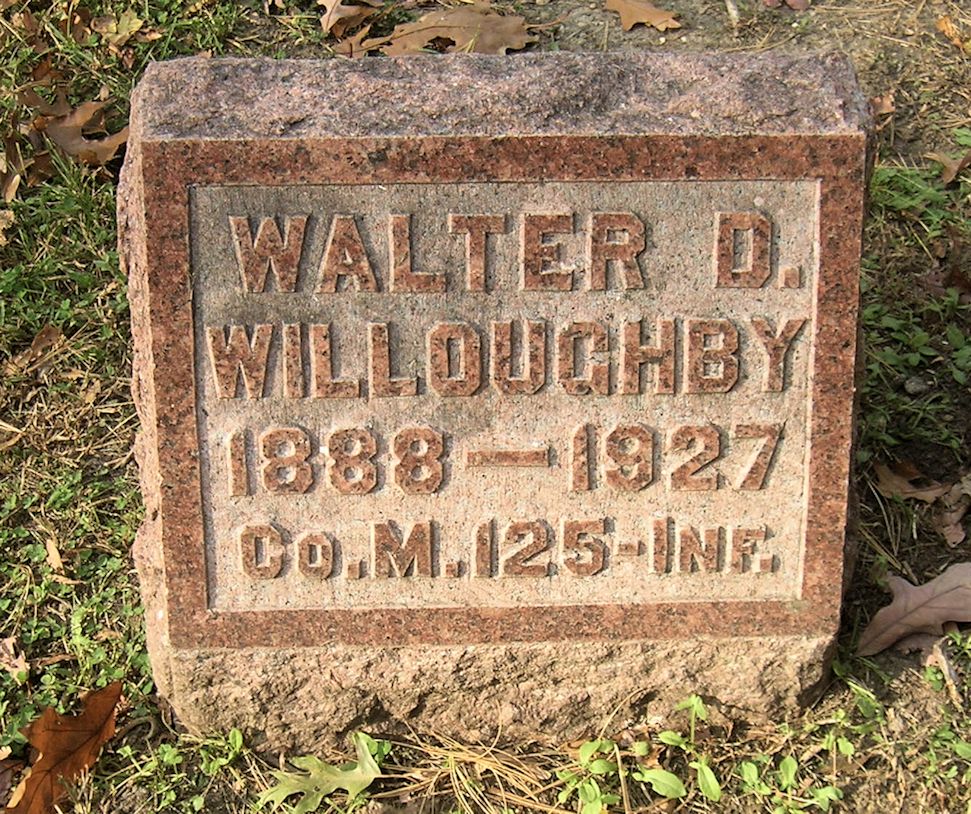 WALTER D.
WILLOUGHBY
1888 — 1927
Co. M. 125-INF.